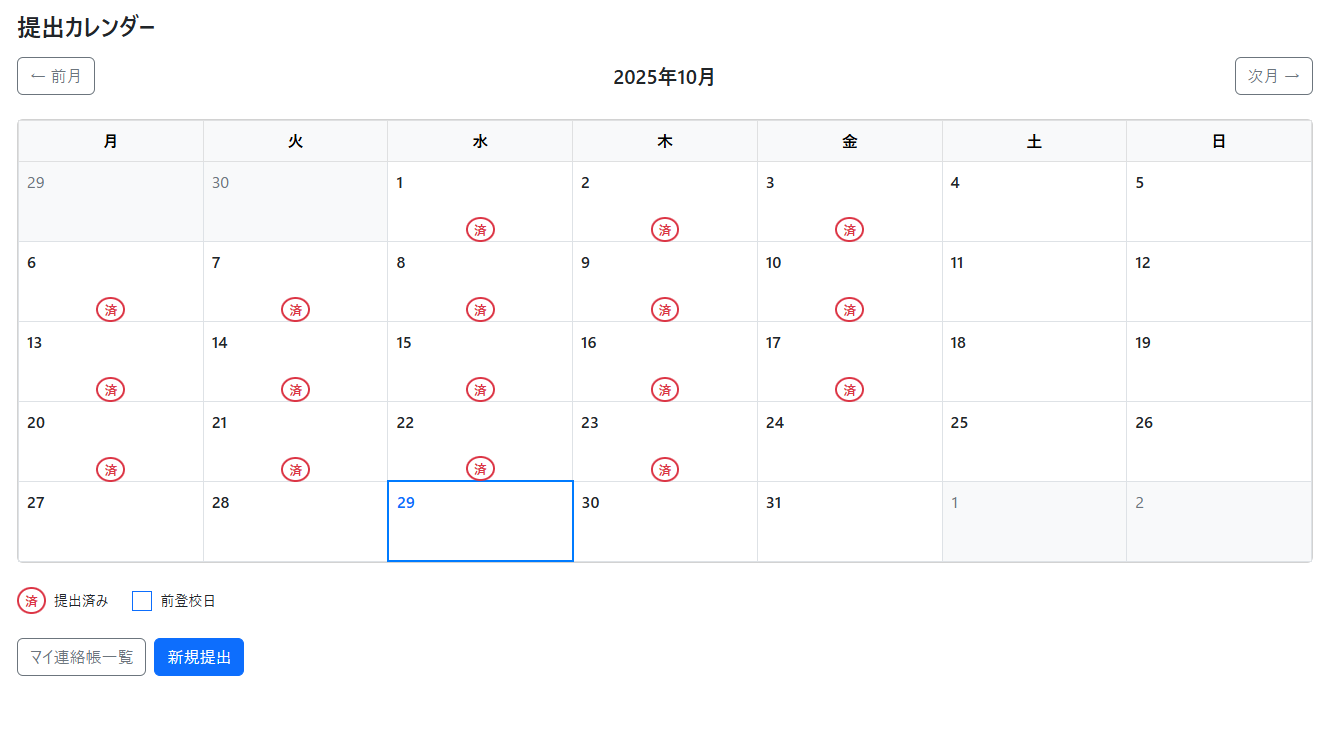 提出カレンダー
← 前月 2025年10月 次月 →
月 火 水 木 金 土 日
29 30 1 2 3 4 5
済 済 済
6 7 8 9 10 11 12
済 済 済 済 済
13 14 15 16 17 18 19
済 済 済 済 済
20 21 22 23 24 25 26
済 済 済 済
27 28 29 30 31 1 2
済 提出済み 前登校日
マイ連絡帳一覧 新規提出